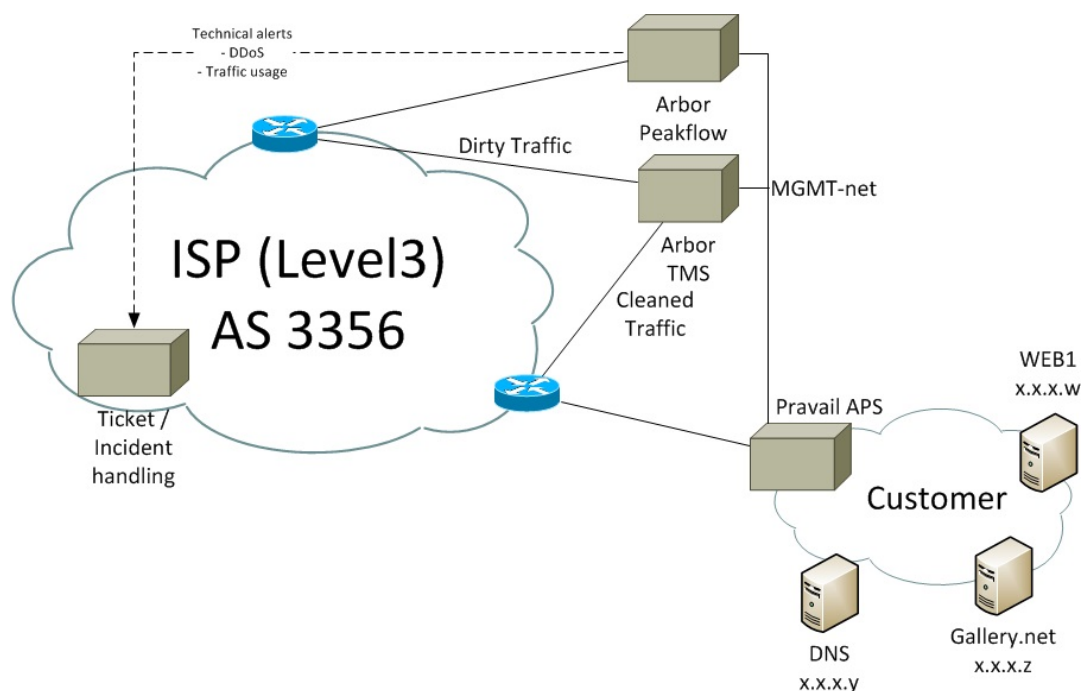 Technical alerts
- DDoS
- Traffic usage
Arbor
Peakflow
Dirty Traffic
MGMT-net
Arbor
TMS
Cleaned
Traffic
ISP (Level3)
AS 3356
Ticket /
Incident
handling
Pravail APS
WEB1
x.x.x.w
Customer
DNS
x.x.x.y
Gallery.net
x.x.x.z